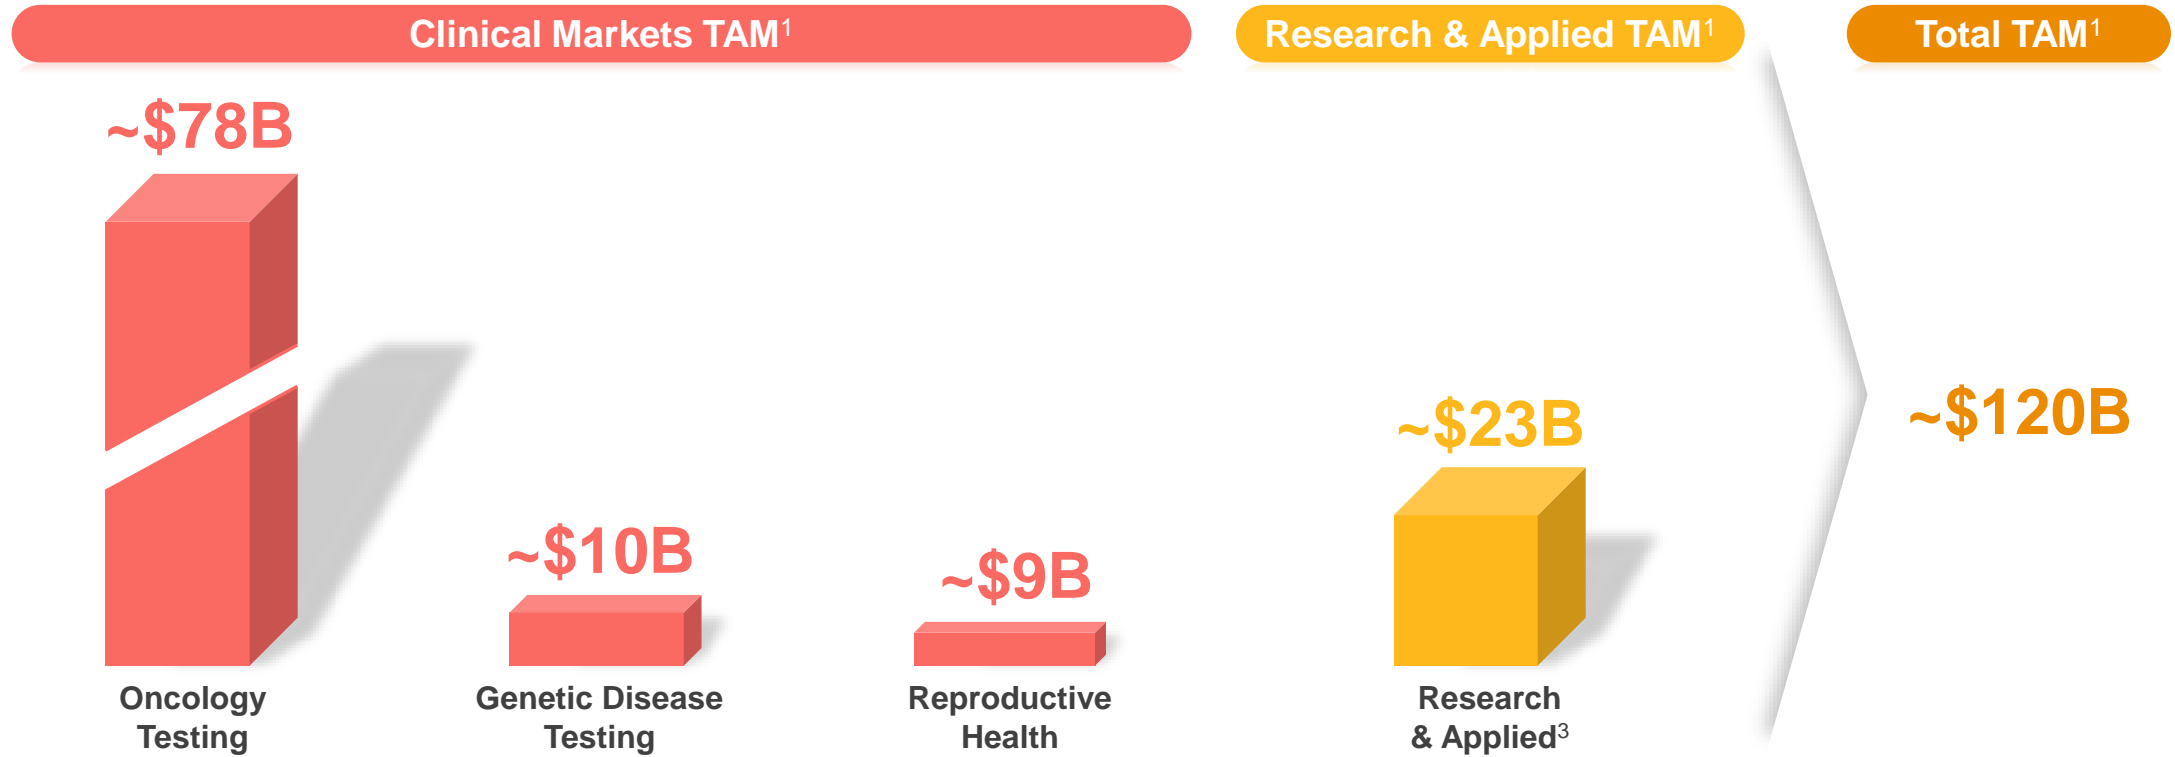 Clinical Markets TAM¹
Research & Applied TAM¹
Total TAM¹
~$78B
~$10B
~$9B
~$23B
~$120B
Oncology
Testing
Genetic Disease
Testing
Reproductive
Health
Research
& Applied³